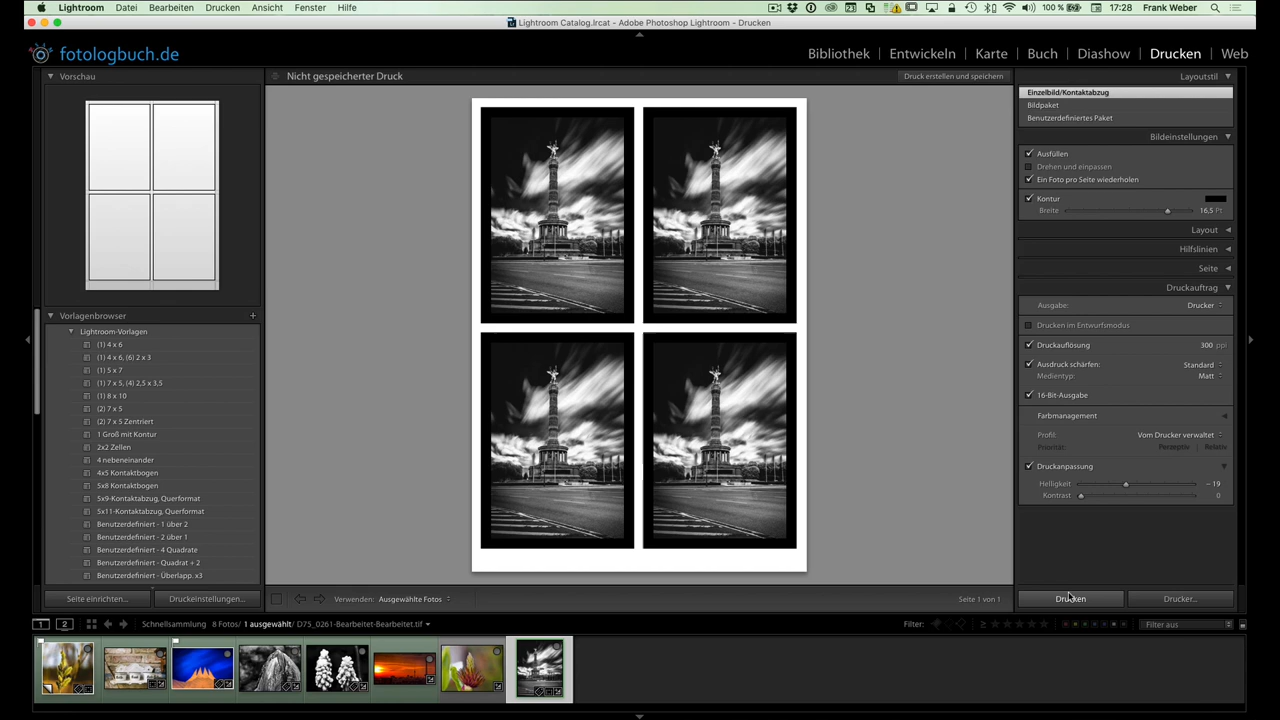 Lightroom Datei Bearbeiten Drucken Ansicht Fenster Hilfe
100 % 17:28 Frank Weber
Lightroom Catalog.lrcat - Adobe Photoshop Lightroom - Drucken
fotologbuch.de
Bibliothek Entwickeln Karte Buch Diashow Drucken Web
Vorschau
Nicht gespeicherter Druck
Druck erstellen und speichern
Layoutstil
Einzelbild/Kontaktabzug
Bildpaket
Benutzerdefiniertes Paket
Bildeinstellungen
Ausfüllen
Drehen und einpassen
Ein Foto pro Seite wiederholen
Kontur
Breite 16,5 Pt
Layout
Hilfslinien
Seite
Druckauftrag
Ausgabe: Drucker
Drucken im Entwurfsmodus
Druckauflösung 300 ppi
Ausdruck schärfen: Standard
Medientyp: Matt
16-Bit-Ausgabe
Farbmanagement
Profil: Vom Drucker verwaltet
Priorität: Perzeptiv Relativ
Druckanpassung
Helligkeit - 19
Kontrast 0
Vorlagenbrowser +
Lightroom-Vorlagen
(1) 4 x 6
(1) 4 x 6, (6) 2 x 3
(1) 5 x 7
(1) 7 x 5, (4) 2,5 x 3,5
(1) 8 x 10
(2) 7 x 5
(2) 7 x 5 Zentriert
1 Groß mit Kontur
2x2 Zellen
4 nebeneinander
4x5 Kontaktbogen
5x8 Kontaktbogen
5x9-Kontaktabzug, Querformat
5x11-Kontaktabzug, Querformat
Benutzerdefiniert - 1 über 2
Benutzerdefiniert - 2 über 1
Benutzerdefiniert - 4 Quadrate
Benutzerdefiniert - Quadrat + 2
Benutzerdefiniert - Überlapp. x3
Seite einrichten... Druckeinstellungen...
Verwenden: Ausgewählte Fotos
Seite 1 von 1
Drucken Drucker...
1 2 Schnellsammlung 8 Fotos/ 1 ausgewählt/ D75_0261-Bearbeitet-Bearbeitet.tif
Filter: Filter aus